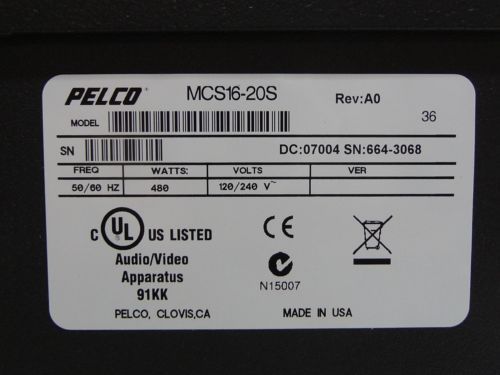 PELCO MCS16-20S Rev:A0
MODEL 36
SN DC:07004 SN:664-3068
FREQ WATTS: VOLTS VER
50/60 HZ 480 120/240 V~
C UL US LISTED CE
Audio/Video
Apparatus
91KK N15007
PELCO, CLOVIS,CA MADE IN USA